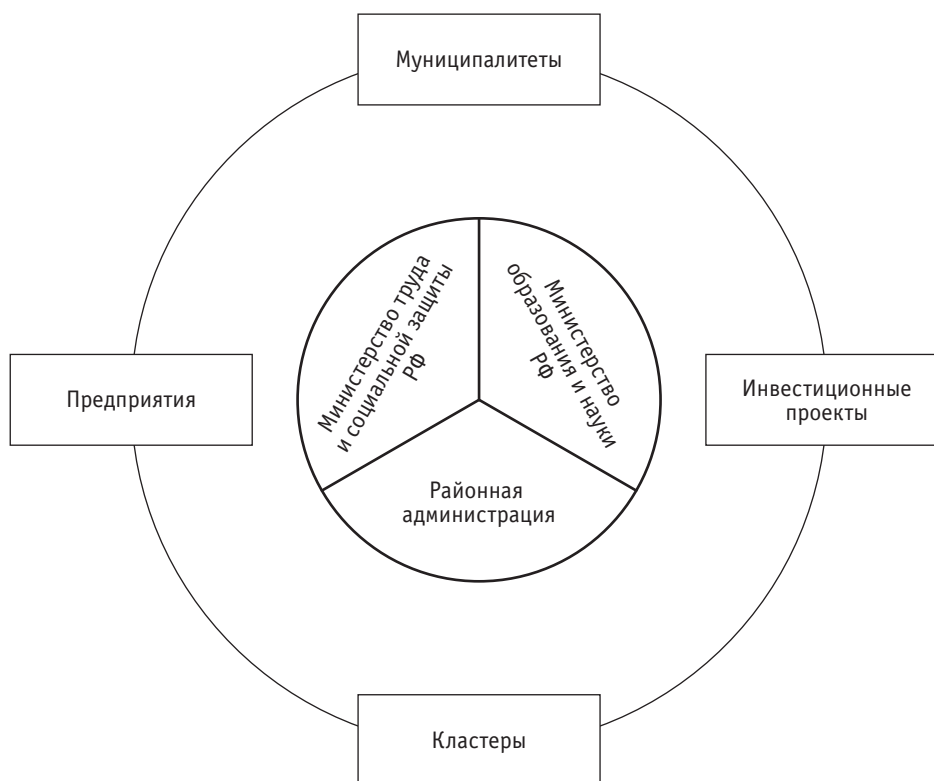 Муниципалитеты
Министерство труда
и социальной защиты
РФ
Министерство
образования и науки
РФ
Предприятия
Инвестиционные
проекты
Районная
администрация
Кластеры